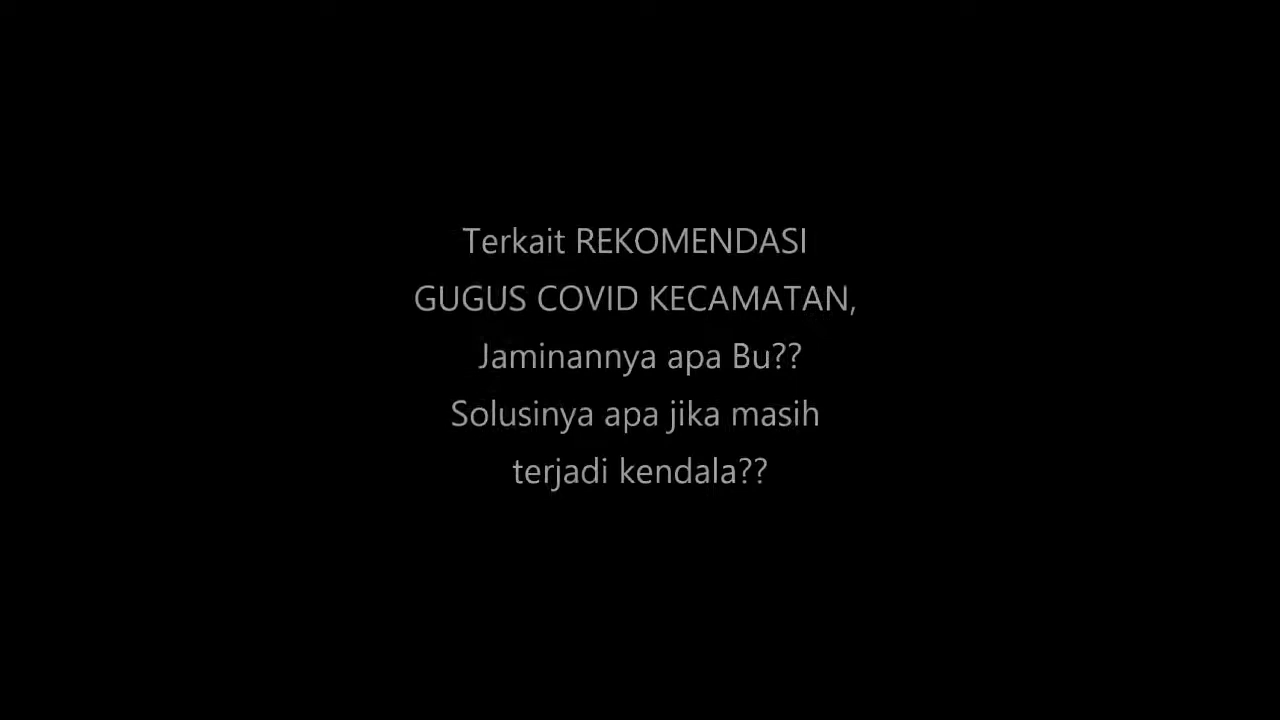 Terkait REKOMENDASI
GUGUS COVID KECAMATAN,
Jaminannya apa Bu??
Solusinya apa jika masih
terjadi kendala??